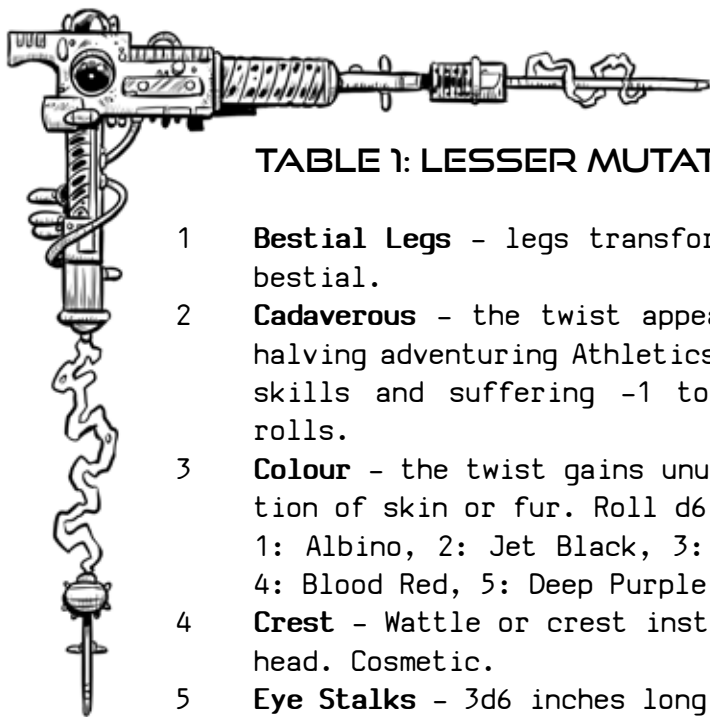 TABLE 1: LESSER MUTAT
1 Bestial Legs – legs transfor
bestial.
2 Cadaverous – the twist appea
halving adventuring Athletics
skills and suffering -1 to
rolls.
3 Colour – the twist gains unu
tion of skin or fur. Roll d6
1: Albino, 2: Jet Black, 3:
4: Blood Red, 5: Deep Purple
4 Crest – Wattle or crest inst
head. Cosmetic.
5 Eye Stalks – 3d6 inches long